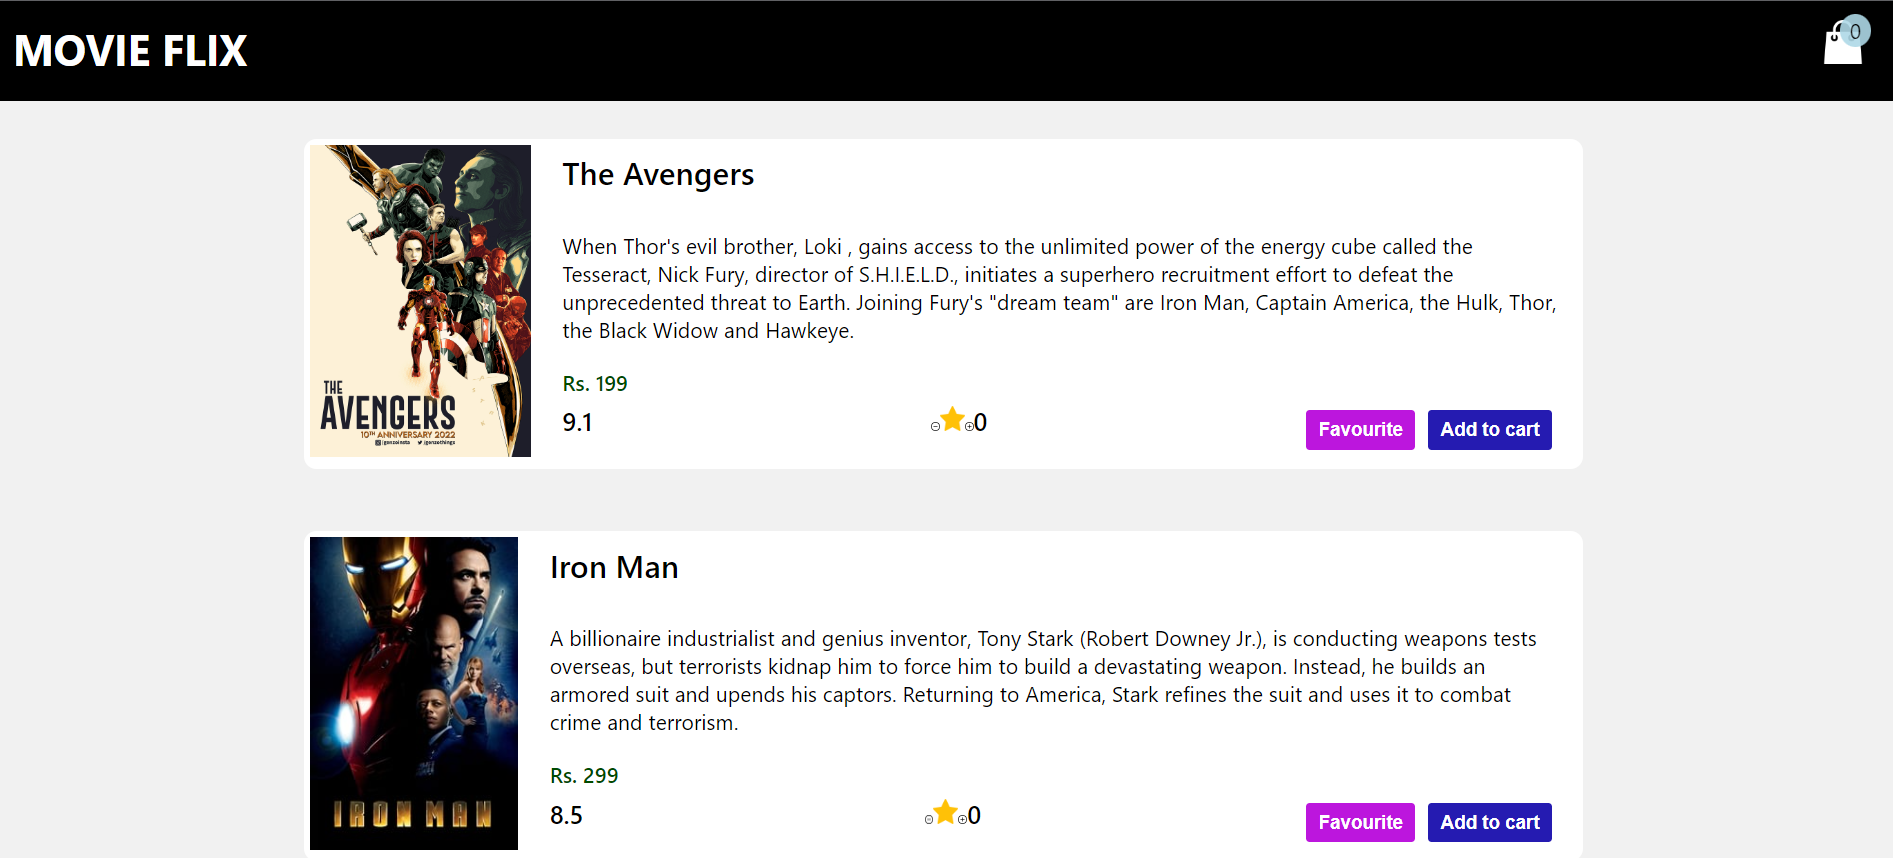 MOVIE FLIX
0
The Avengers
When Thor's evil brother, Loki , gains access to the unlimited power of the energy cube called the
Tesseract, Nick Fury, director of S.H.I.E.L.D., initiates a superhero recruitment effort to defeat the
unprecedented threat to Earth. Joining Fury's "dream team" are Iron Man, Captain America, the Hulk, Thor,
the Black Widow and Hawkeye.
Rs. 199
9.1
0
Favourite
Add to cart
THE
AVENGERS
10TH ANNIVERSARY 2022
Iron Man
A billionaire industrialist and genius inventor, Tony Stark (Robert Downey Jr.), is conducting weapons tests
overseas, but terrorists kidnap him to force him to build a devastating weapon. Instead, he builds an
armored suit and upends his captors. Returning to America, Stark refines the suit and uses it to combat
crime and terrorism.
Rs. 299
8.5
0
Favourite
Add to cart
IRON MAN